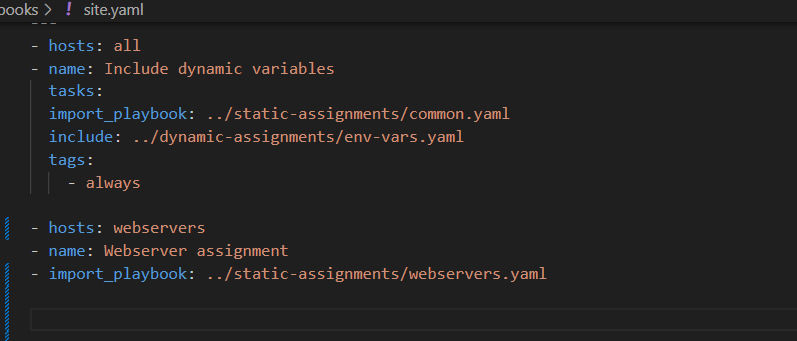 books > ! site.yaml
---
- hosts: all
- name: Include dynamic variables
  tasks:
  import_playbook: ../static-assignments/common.yaml
  include: ../dynamic-assignments/env-vars.yaml
  tags:
    - always
- hosts: webservers
- name: Webserver assignment
- import_playbook: ../static-assignments/webservers.yaml